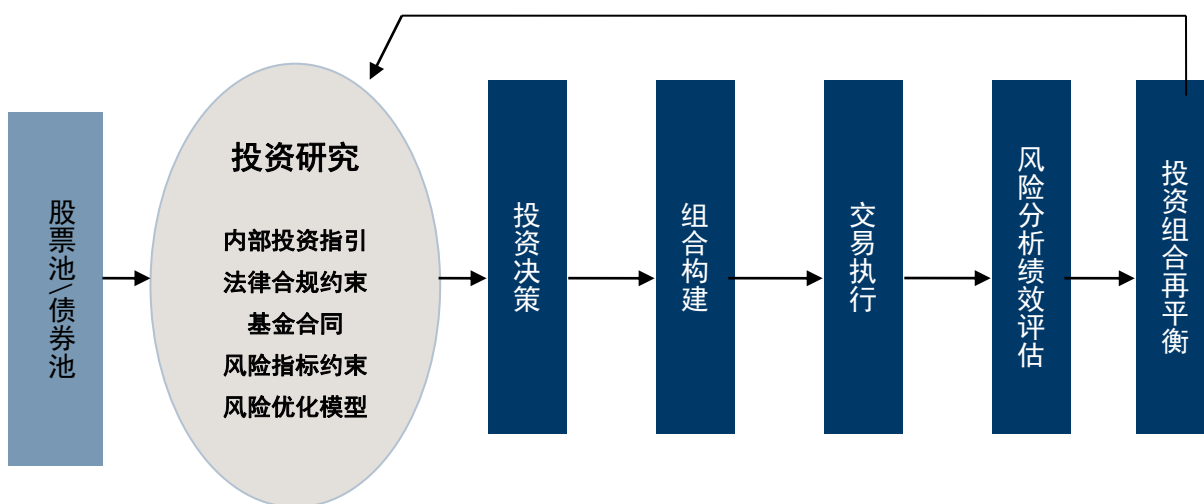 股票池\债券池
投资研究
内部投资指引
法律合规约束
基金合同
风险指标约束
风险优化模型
投资决策
组合构建
交易执行
风险分析绩效评估
投资组合再平衡